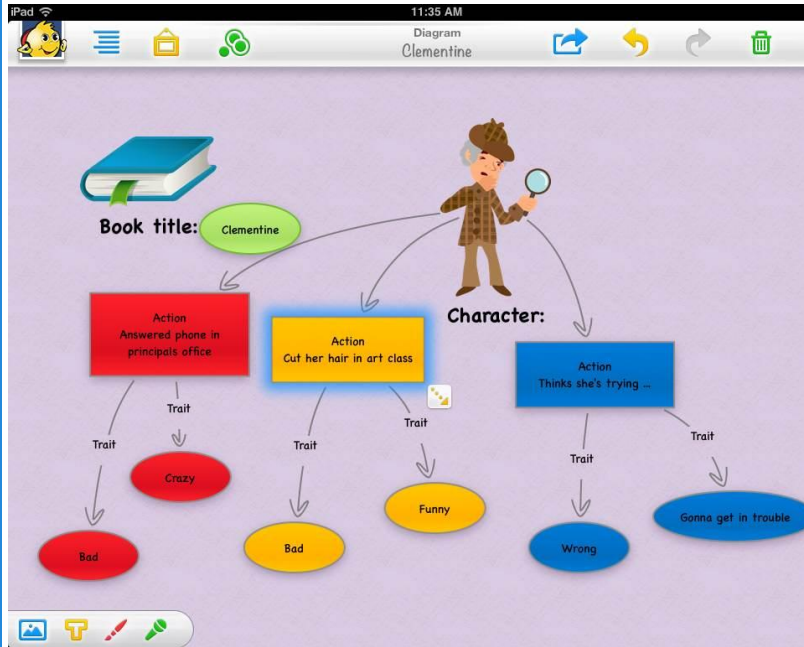 iPad 11:35 AM
Diagram
Clementine
Book title:
Clementine
Character:
Action
Answered phone in
principals office
Action
Cut her hair in art class
Action
Thinks she's trying ...
Trait
Trait
Trait
Trait
Trait
Trait
Crazy
Bad
Funny
Bad
Gonna get in trouble
Wrong